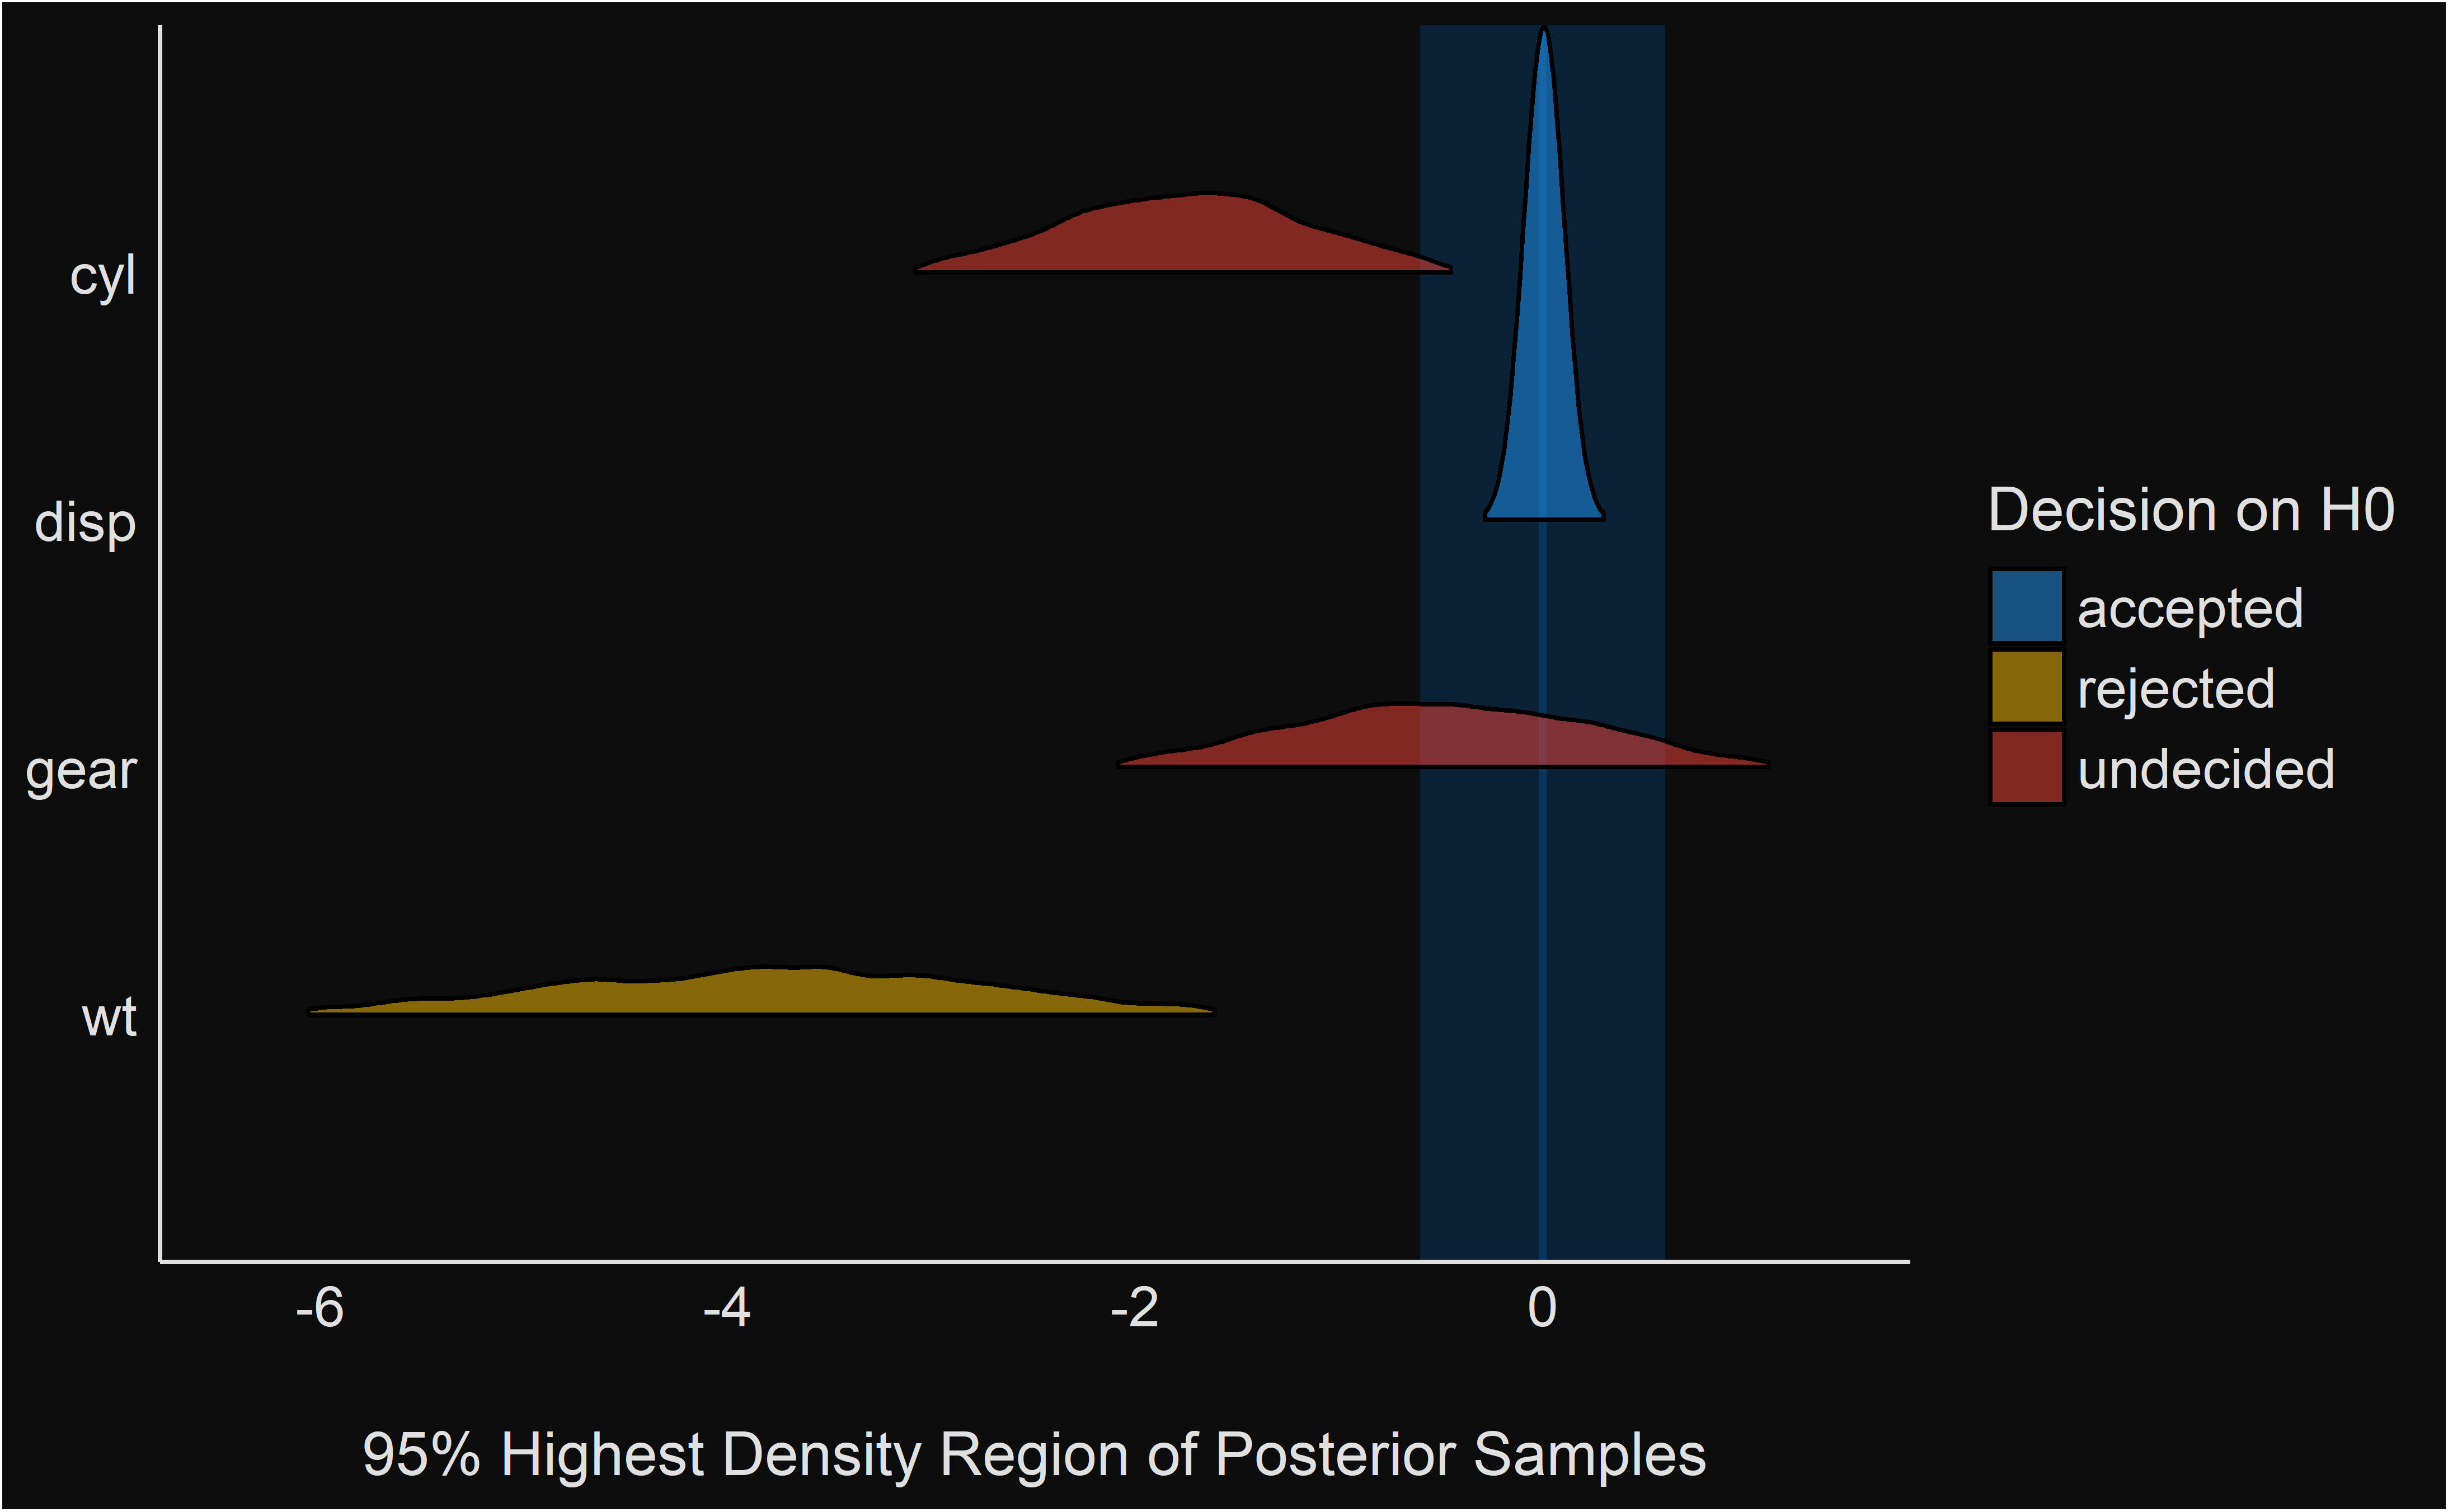 cyl
disp
gear
wt
-6 -4 -2 0
95% Highest Density Region of Posterior Samples
Decision on H0
accepted
rejected
undecided